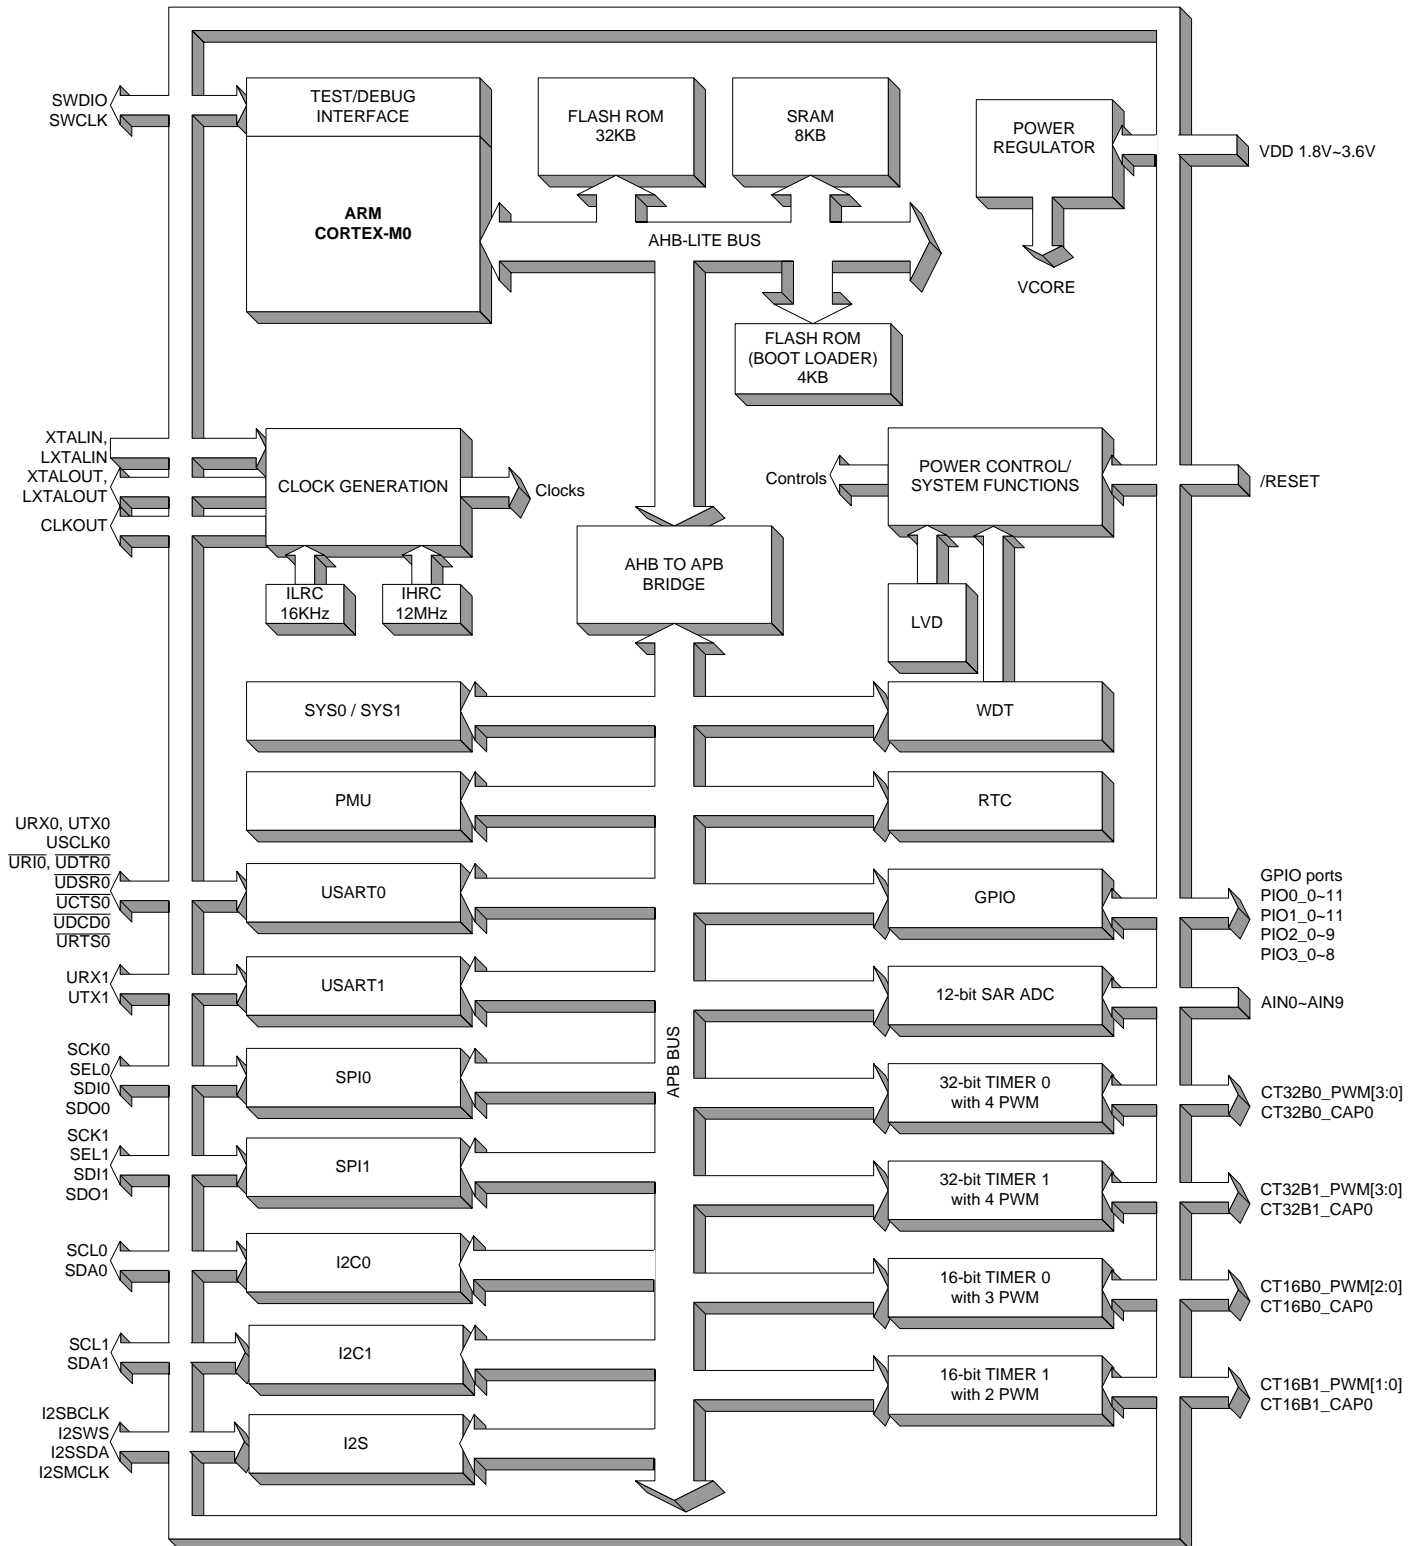 SWDIO
SWCLK
TEST/DEBUG
INTERFACE
ARM
CORTEX-M0
FLASH ROM
32KB
SRAM
8KB
POWER
REGULATOR
VDD 1.8V~3.6V
AHB-LITE BUS
VCORE
FLASH ROM
(BOOT LOADER)
4KB
XTALIN,
LXTALIN
XTALOUT,
LXTALOUT
CLKOUT
CLOCK GENERATION
Clocks
ILRC
16KHz
IHRC
12MHz
AHB TO APB
BRIDGE
Controls
POWER CONTROL/
SYSTEM FUNCTIONS
/RESET
LVD
SYS0 / SYS1
WDT
PMU
RTC
URX0, UTX0
USCLK0
URI0, UDTR0
UDSR0
UCTS0
UDCD0
URTS0
USART0
GPIO
GPIO ports
PIO0_0~11
PIO1_0~11
PIO2_0~9
PIO3_0~8
URX1
UTX1
USART1
12-bit SAR ADC
AIN0~AIN9
APB BUS
SCK0
SEL0
SDI0
SDO0
SPI0
32-bit TIMER 0
with 4 PWM
CT32B0_PWM[3:0]
CT32B0_CAP0
SCK1
SEL1
SDI1
SDO1
SPI1
32-bit TIMER 1
with 4 PWM
CT32B1_PWM[3:0]
CT32B1_CAP0
SCL0
SDA0
I2C0
16-bit TIMER 0
with 3 PWM
CT16B0_PWM[2:0]
CT16B0_CAP0
SCL1
SDA1
I2C1
16-bit TIMER 1
with 2 PWM
CT16B1_PWM[1:0]
CT16B1_CAP0
I2SBCLK
I2SWS
I2SSDA
I2SMCLK
I2S